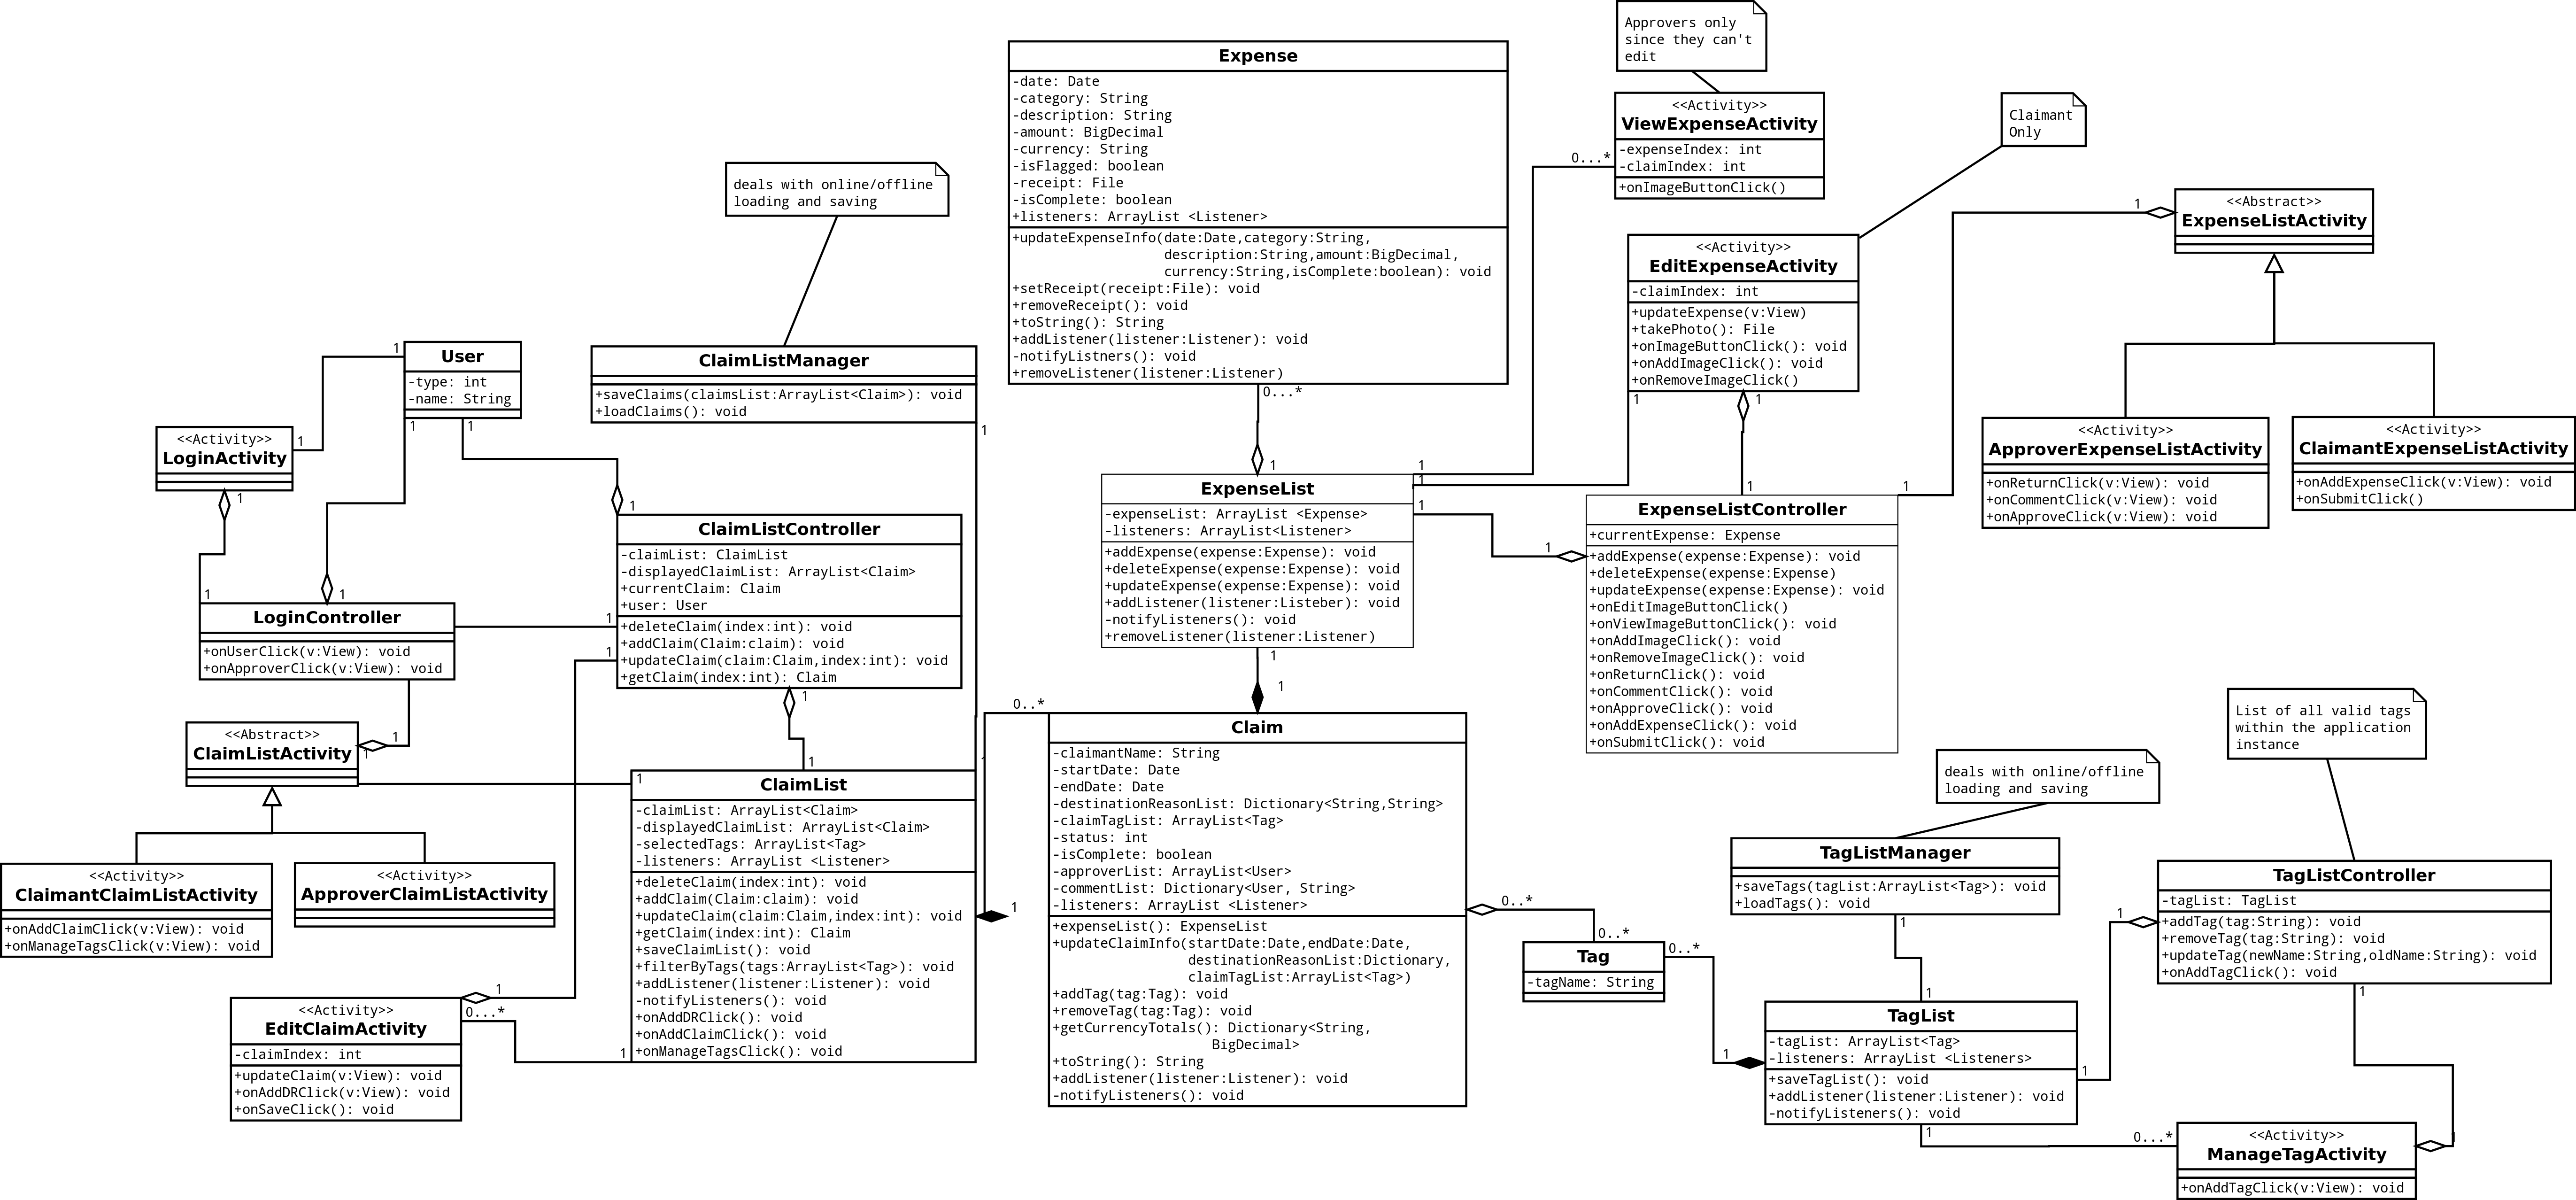 Approvers only
since they can't
edit
Expense
-date: Date
-category: String
-description: String
-amount: BigDecimal
-currency: String
-isFlagged: boolean
-receipt: File
-isComplete: boolean
+listeners: ArrayList <Listener>
+updateExpenseInfo(date:Date,category:String,
description:String,amount:BigDecimal,
currency:String,isComplete:boolean): void
+setReceipt(receipt:File): void
+removeReceipt(): void
+toString(): String
+addListener(listener:Listener): void
-notifyListners(): void
+removeListener(listener:Listener)
0...*
1
<<Activity>>
ViewExpenseActivity
-expenseIndex: int
-claimIndex: int
+onImageButtonClick()
0...*
Claimant
Only
<<Activity>>
EditExpenseActivity
-claimIndex: int
+updateExpense(v:View)
+takePhoto(): File
+onImageButtonClick(): void
+onAddImageClick(): void
+onRemoveImageClick()
1
1
1
<<Abstract>>
ExpenseListActivity
1
<<Activity>>
ApproverExpenseListActivity
+onReturnClick(v:View): void
+onCommentClick(v:View): void
+onApproveClick(v:View): void
<<Activity>>
ClaimantExpenseListActivity
+onAddExpenseClick(v:View): void
+onSubmitClick()
deals with online/offline
loading and saving
ClaimListManager
+saveClaims(claimsList:ArrayList<Claim>): void
+loadClaims(): void
1
1
User
-type: int
-name: String
1
1
1
<<Activity>>
LoginActivity
1
1
1
LoginController
+onUserClick(v:View): void
+onApproverClick(v:View): void
1
1
ClaimListController
-claimList: ClaimList
-displayedClaimList: ArrayList<Claim>
+currentClaim: Claim
+user: User
+deleteClaim(index:int): void
+addClaim(Claim:claim): void
+updateClaim(claim:Claim,index:int): void
+getClaim(index:int): Claim
1
1
1
1
ExpenseList
-expenseList: ArrayList <Expense>
-listeners: ArrayList<Listener>
+addExpense(expense:Expense): void
+deleteExpense(expense:Expense): void
+updateExpense(expense:Expense): void
+addListener(listener:Listeber): void
-notifyListeners(): void
+removeListener(listener:Listener)
1
1
1
1
1
1
ExpenseListController
+currentExpense: Expense
+addExpense(expense:Expense): void
+deleteExpense(expense:Expense)
+updateExpense(expense:Expense): void
+onEditImageButtonClick()
+onViewImageButtonClick(): void
+onAddImageClick(): void
+onRemoveImageClick(): void
+onReturnClick(): void
+onCommentClick(): void
+onApproveClick(): void
+onAddExpenseClick(): void
+onSubmitClick(): void
1
<<Abstract>>
ClaimListActivity
1
1
<<Activity>>
ClaimantClaimListActivity
+onAddClaimClick(v:View): void
+onManageTagsClick(v:View): void
<<Activity>>
ApproverClaimListActivity
1
ClaimList
-claimList: ArrayList<Claim>
-displayedClaimList: ArrayList<Claim>
-selectedTags: ArrayList<Tag>
-listeners: ArrayList <Listener>
+deleteClaim(index:int): void
+addClaim(Claim:claim): void
+updateClaim(claim:Claim,index:int): void
+getClaim(index:int): Claim
+saveClaimList(): void
+filterByTags(tags:ArrayList<Tag>): void
+addListener(listener:Listener): void
-notifyListeners(): void
+onAddDRClick(): void
+onAddClaimClick(): void
+onManageTagsClick(): void
1
1
0..*
1
<<Activity>>
EditClaimActivity
-claimIndex: int
+updateClaim(v:View): void
+onAddDRClick(v:View): void
+onSaveClick(): void
1
0...*
Claim
-claimantName: String
-startDate: Date
-endDate: Date
-destinationReasonList: Dictionary<String,String>
-claimTagList: ArrayList<Tag>
-status: int
-isComplete: boolean
-approverList: ArrayList<User>
-commentList: Dictionary<User, String>
-listeners: ArrayList <Listener>
+expenseList(): ExpenseList
+updateClaimInfo(startDate:Date,endDate:Date,
destinationReasonList:Dictionary,
claimTagList:ArrayList<Tag>)
+addTag(tag:Tag): void
+removeTag(tag:Tag): void
+getCurrencyTotals(): Dictionary<String,
BigDecimal>
+toString(): String
+addListener(listener:Listener): void
-notifyListeners(): void
0..*
0..*
Tag
-tagName: String
0..*
1
deals with online/offline
loading and saving
TagListManager
+saveTags(tagList:ArrayList<Tag>): void
+loadTags(): void
1
1
List of all valid tags
within the application
instance
TagListController
-tagList: TagList
+addTag(tag:String): void
+removeTag(tag:String): void
+updateTag(newName:String,oldName:String): void
+onAddTagClick(): void
1
1
1
TagList
-tagList: ArrayList<Tag>
-listeners: ArrayList <Listeners>
+saveTagList(): void
+addListener(listener:Listener): void
-notifyListeners(): void
1
0...*
<<Activity>>
ManageTagActivity
+onAddTagClick(v:View): void